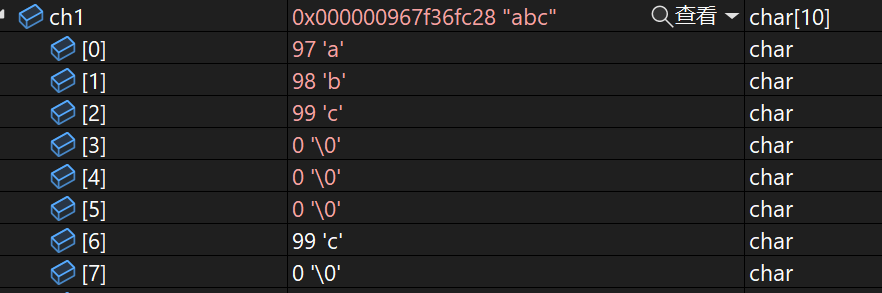 ch1 0x000000967f36fc28 "abc" 查看 char[10]
[0] 97 'a' char
[1] 98 'b' char
[2] 99 'c' char
[3] 0 '\0' char
[4] 0 '\0' char
[5] 0 '\0' char
[6] 99 'c' char
[7] 0 '\0' char